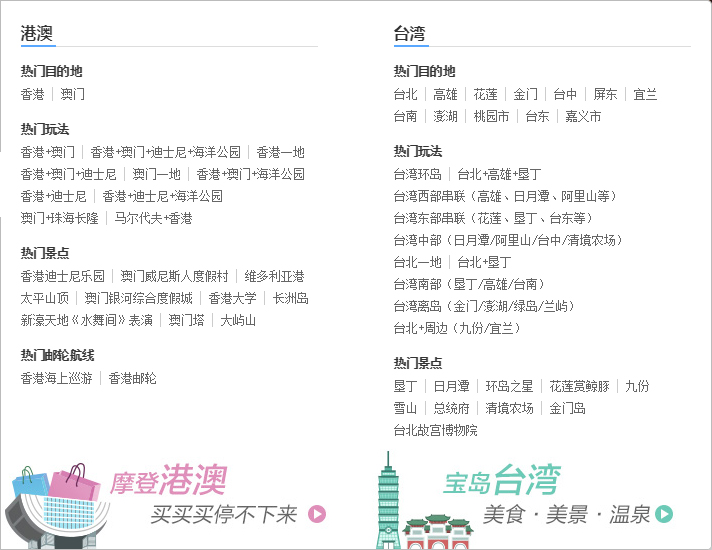 港澳
热门目的地
香港 | 澳门
热门玩法
香港+澳门 | 香港+澳门+迪士尼+海洋公园 | 香港一地
香港+澳门+迪士尼 | 澳门一地 | 香港+澳门+海洋公园
香港+迪士尼 | 香港+迪士尼+海洋公园
澳门+珠海长隆 | 马尔代夫+香港
热门景点
香港迪士尼乐园 | 澳门威尼斯人度假村 | 维多利亚港
太平山顶 | 澳门银河综合度假城 | 香港大学 | 长洲岛
新濠天地《水舞间》表演 | 澳门塔 | 大屿山
热门邮轮航线
香港海上巡游 | 香港邮轮
摩登港澳
买买买停不下来
台湾
热门目的地
台北 | 高雄 | 花莲 | 金门 | 台中 | 屏东 | 宜兰
台南 | 澎湖 | 桃园市 | 台东 | 嘉义市
热门玩法
台湾环岛 | 台北+高雄+垦丁
台湾西部串联（高雄、日月潭、阿里山等）
台湾东部串联（花莲、垦丁、台东等）
台湾中部（日月潭/阿里山/台中/清境农场）
台北一地 | 台北+垦丁
台湾南部（垦丁/高雄/台南）
台湾离岛（金门/澎湖/绿岛/兰屿）
台北+周边（九份/宜兰）
热门景点
垦丁 | 日月潭 | 环岛之星 | 花莲赏鲸豚 | 九份
雪山 | 总统府 | 清境农场 | 金门岛
台北故宫博物院
宝岛台湾
美食·美景·温泉